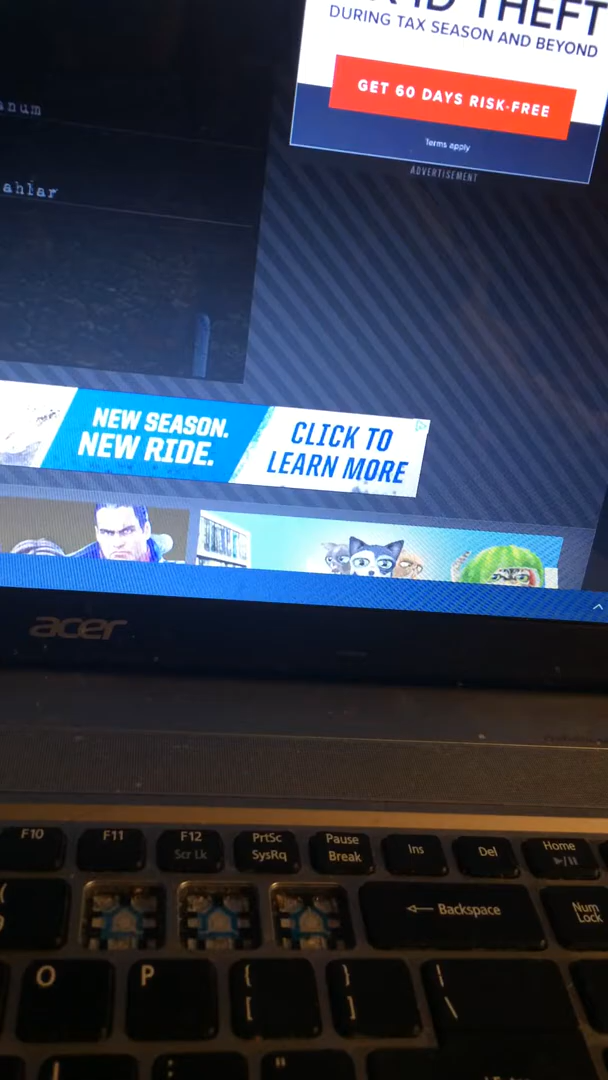 THEFT
DURING TAX SEASON AND BEYOND
GET 60 DAYS RISK-FREE
Terms apply
ADVERTISEMENT
anum
ahlar
NEW SEASON.
NEW RIDE.
CLICK TO
LEARN MORE
acer
F10 F11 F12 PrtSc Pause Ins Del Home
Scr Lk SysRq Break
← Backspace Num
Lock
O P { } |
[ ] \
: "